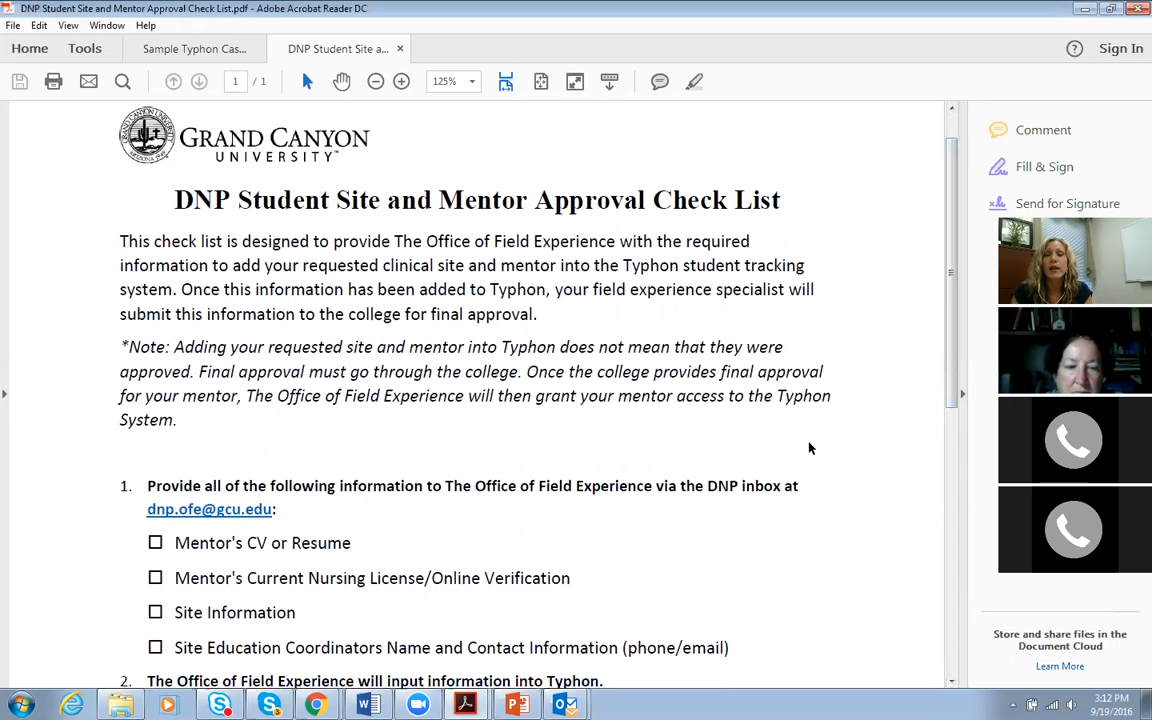 DNP Student Site and Mentor Approval Check List.pdf - Adobe Acrobat Reader DC
File Edit View Window Help
Home Tools Sample Typhon Cas... DNP Student Site a... × Sign In
1 / 1 125%
GRAND CANYON
UNIVERSITY™
DNP Student Site and Mentor Approval Check List
This check list is designed to provide The Office of Field Experience with the required
information to add your requested clinical site and mentor into the Typhon student tracking
system. Once this information has been added to Typhon, your field experience specialist will
submit this information to the college for final approval.
*Note: Adding your requested site and mentor into Typhon does not mean that they were
approved. Final approval must go through the college. Once the college provides final approval
for your mentor, The Office of Field Experience will then grant your mentor access to the Typhon
System.
1. Provide all of the following information to The Office of Field Experience via the DNP inbox at
dnp.ofe@gcu.edu:
Mentor's CV or Resume
Mentor's Current Nursing License/Online Verification
Site Information
Site Education Coordinators Name and Contact Information (phone/email)
2. The Office of Field Experience will input information into Typhon.
Comment
Fill & Sign
Send for Signature
Store and share files in the
Document Cloud
Learn More
3:12 PM
9/19/2016